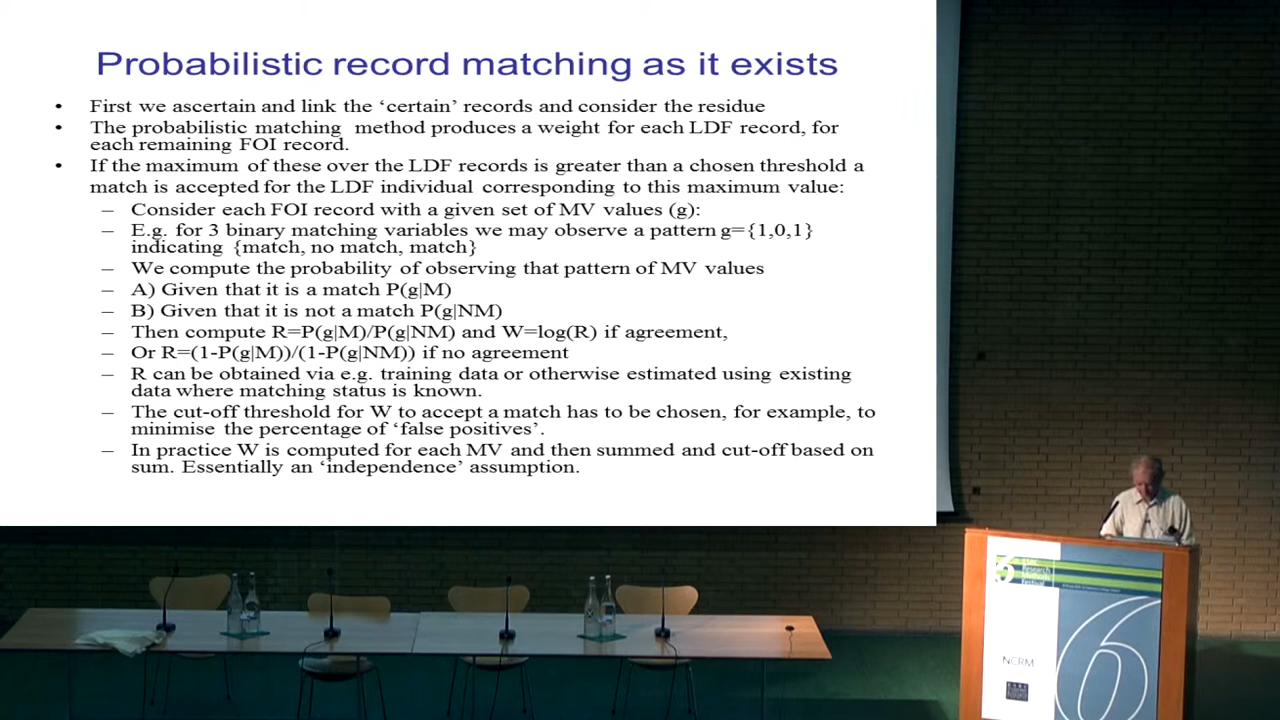 Probabilistic record matching as it exists
• First we ascertain and link the ‘certain’ records and consider the residue
• The probabilistic matching method produces a weight for each LDF record, for
each remaining FOI record.
• If the maximum of these over the LDF records is greater than a chosen threshold a
match is accepted for the LDF individual corresponding to this maximum value:
– Consider each FOI record with a given set of MV values (g):
– E.g. for 3 binary matching variables we may observe a pattern g={1,0,1}
indicating {match, no match, match}
– We compute the probability of observing that pattern of MV values
– A) Given that it is a match P(g|M)
– B) Given that it is not a match P(g|NM)
– Then compute R=P(g|M)/P(g|NM) and W=log(R) if agreement,
– Or R=(1-P(g|M))/(1-P(g|NM)) if no agreement
– R can be obtained via e.g. training data or otherwise estimated using existing
data where matching status is known.
– The cut-off threshold for W to accept a match has to be chosen, for example, to
minimise the percentage of ‘false positives’.
– In practice W is computed for each MV and then summed and cut-off based on
sum. Essentially an ‘independence’ assumption.
6
Research
Methods
Festival
NCRM
6